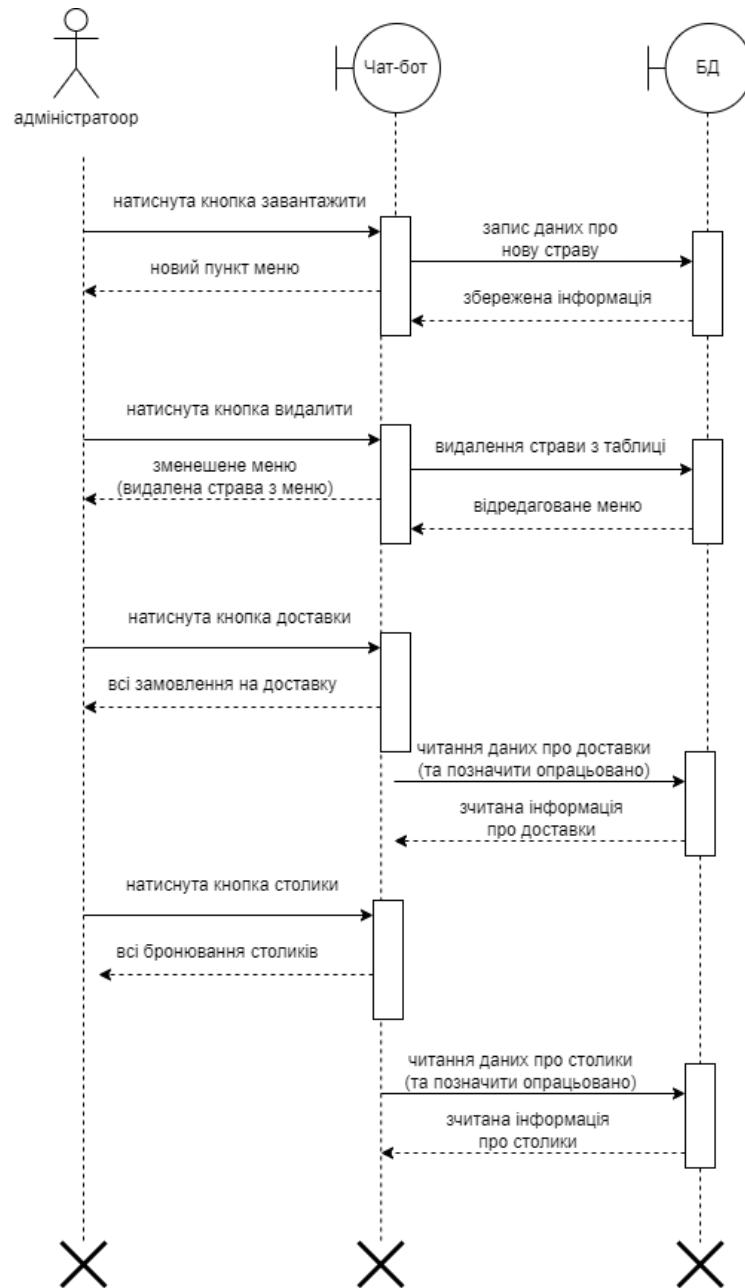 адміністратоор
Чат-бот
БД
натиснута кнопка завантажити
запис даних про
нову страву
новий пункт меню
збережена інформація
натиснута кнопка видалити
видалення страви з таблиці
зменешене меню
(видалена страва з меню)
відредаговане меню
натиснута кнопка доставки
всі замовлення на доставку
читання даних про доставки
(та позначити опрацьовано)
зчитана інформація
про доставки
натиснута кнопка столики
всі бронювання столиків
читання даних про столики
(та позначити опрацьовано)
зчитана інформація
про столики